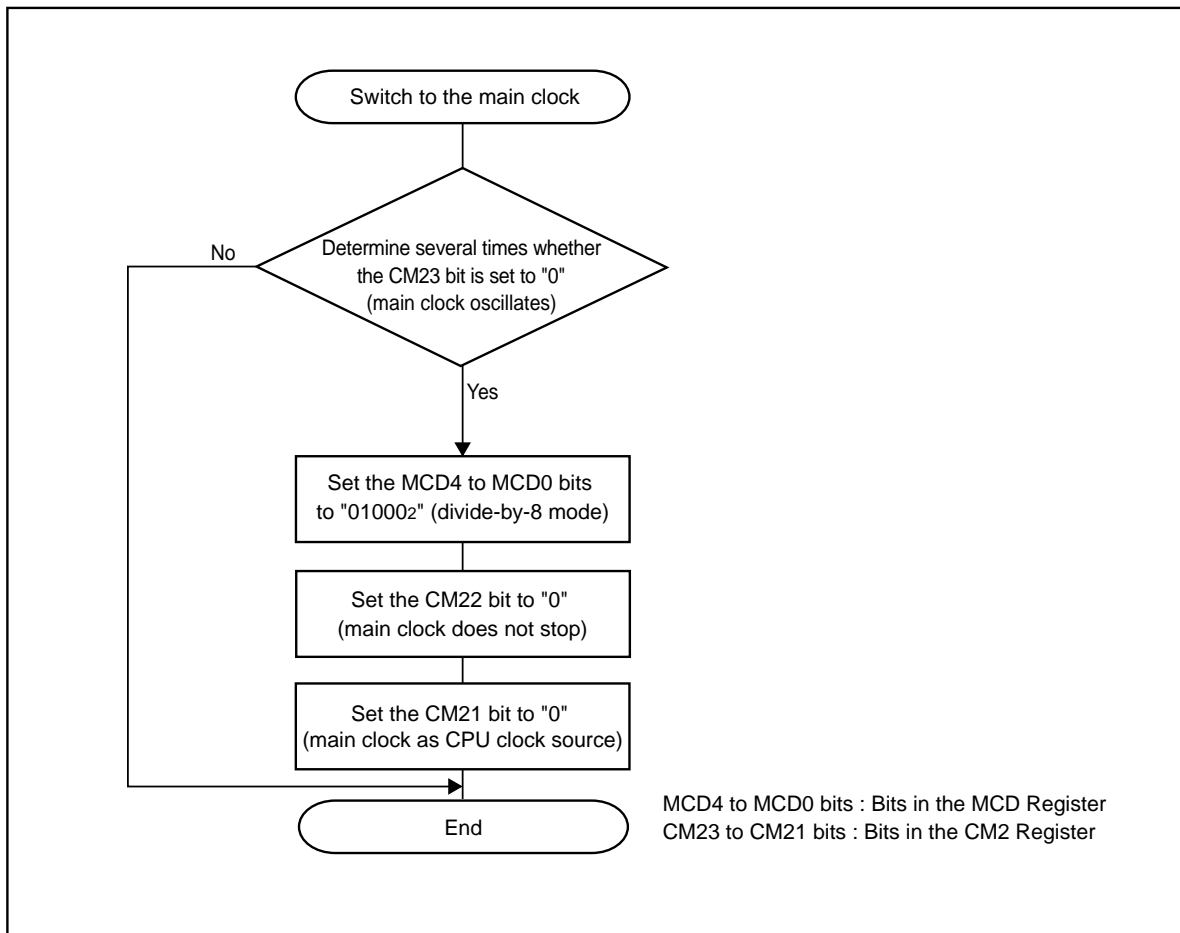 Switch to the main clock
Determine several times whether
the CM23 bit is set to "0"
(main clock oscillates)
No
Yes
Set the MCD4 to MCD0 bits
to "010002" (divide-by-8 mode)
Set the CM22 bit to "0"
(main clock does not stop)
Set the CM21 bit to "0"
(main clock as CPU clock source)
End
MCD4 to MCD0 bits : Bits in the MCD Register
CM23 to CM21 bits : Bits in the CM2 Register